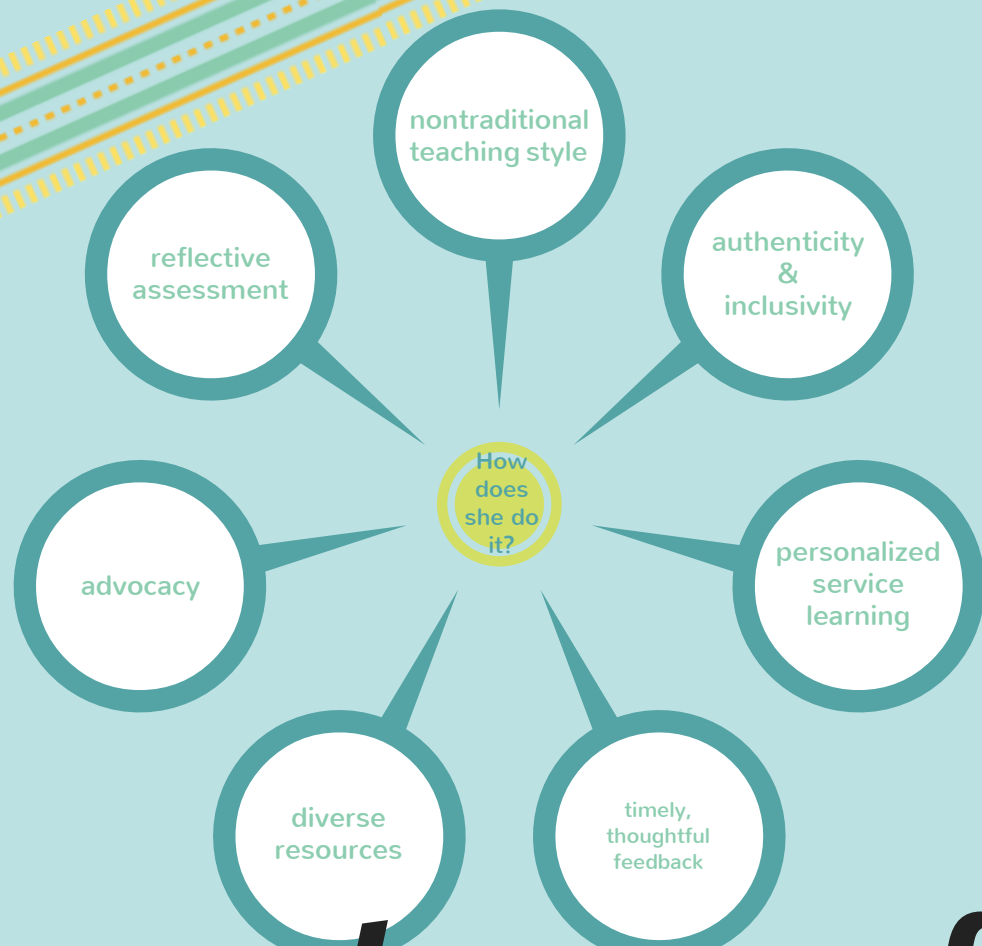 nontraditional
teaching style
authenticity
&
inclusivity
reflective
assessment
How
does
she do
it?
personalized
service
learning
advocacy
diverse
resources
timely,
thoughtful
feedback